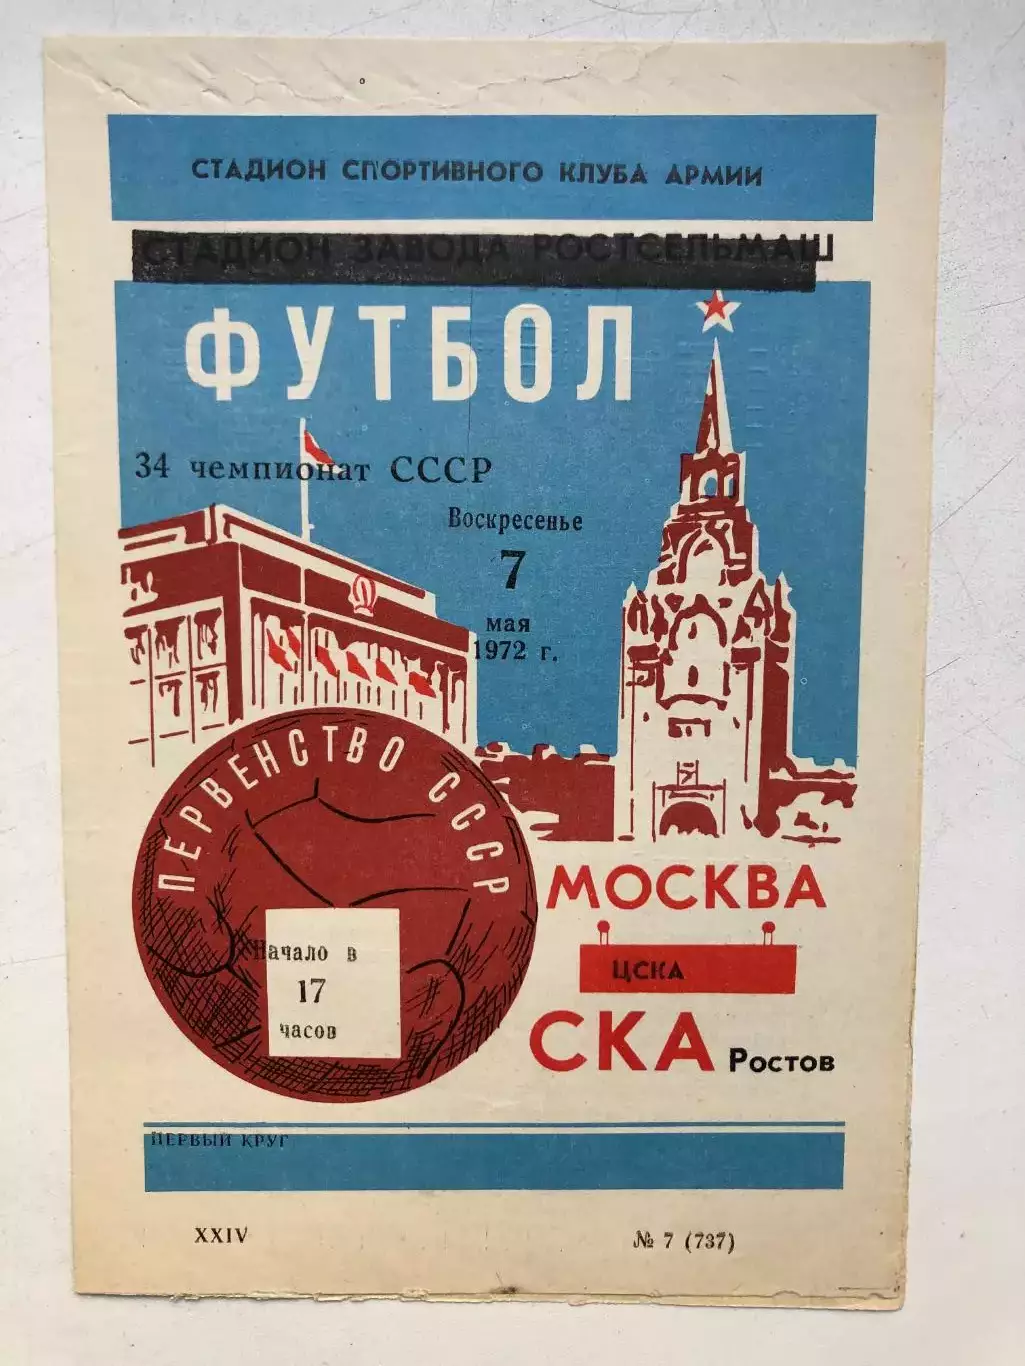 СТАДИОН СПОРТИВНОГО КЛУБА АРМИИ
СТАДИОН ЗАВОДА РОСТСЕЛЬМАШ
ФУТБОЛ
34 чемпионат СССР
Воскресенье
7
мая
1972 г.
Д
ПЕРВЕНСТВО СССР
Начало в
17
часов
МОСКВА
ЦСКА
СКА Ростов
ПЕРВЫЙ КРУГ
XXIV № 7 (737)